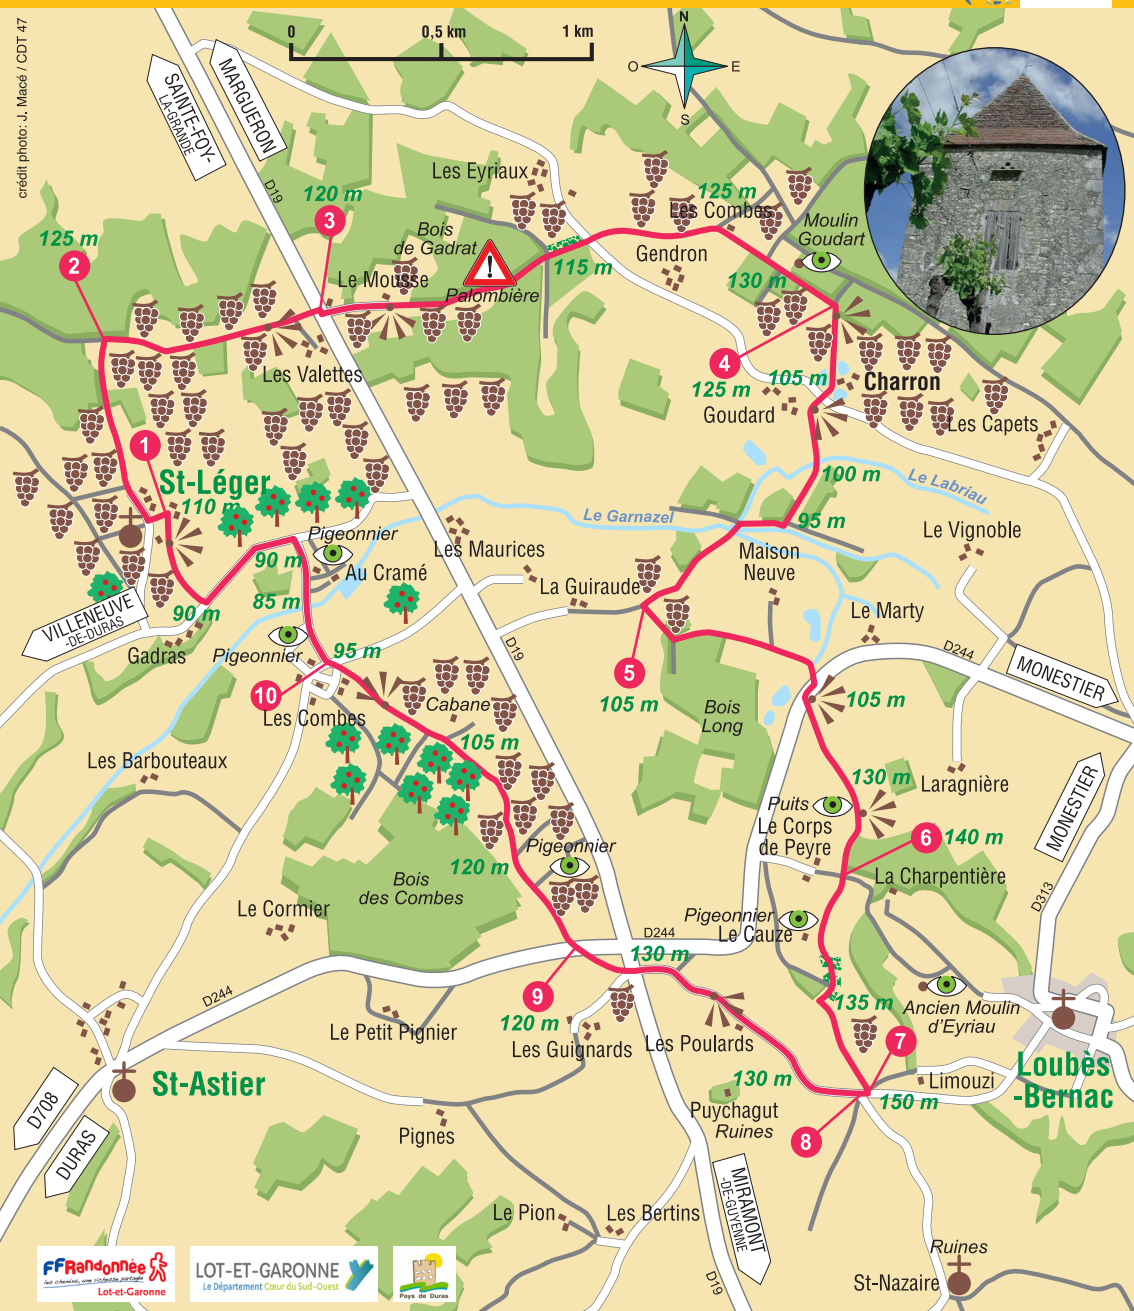 crédit photo: J. Macé / CDT 47
0
0,5 km
1 km
N
O
E
S
SAINTE-FOY-
LA-GRANDE
MARGUERON
D19
Les Eyriaux
120 m
3
125 m
Les Combes
Moulin
Goudart
125 m
2
Bois
de Gadrat
Gendron
115 m
130 m
Le Mousse
Palombière
4
125 m
105 m
Charron
Les Valettes
Goudard
Les Capets
1
St-Léger
110 m
100 m
Le Labriau
Le Garnazel
95 m
Le Vignoble
Pigeonnier
90 m
Les Maurices
Maison
Neuve
Au Cramé
La Guiraude
85 m
90 m
Le Marty
VILLENEUVE
-DE-DURAS
Gadras
Pigeonnier
95 m
D19
D244
MONESTIER
5
105 m
10
Les Combes
Cabane
105 m
Bois
Long
105 m
Les Barbouteaux
130 m
Laragnière
MONESTIER
Puits
Le Corps
de Peyre
6
140 m
Pigeonnier
120 m
La Charpentière
Bois
des Combes
D313
Le Cormier
Pigeonnier
Le Cauze
D244
130 m
D244
9
120 m
135 m
Ancien Moulin
d'Eyriau
Le Petit Pignier
Les Guignards
Les Poulards
7
Loubès
-Bernac
Limouzi
St-Astier
130 m
150 m
D708
Puychagut
Ruines
8
Pignes
DURAS
MIRAMONT
-DE-GUYENNE
Le Pion
Les Bertins
D19
Ruines
St-Nazaire
FFRandonnée
les chemins, une richesse partagée
Lot-et-Garonne
LOT-ET-GARONNE
Le Département Cœur du Sud-Ouest
Pays de Duras